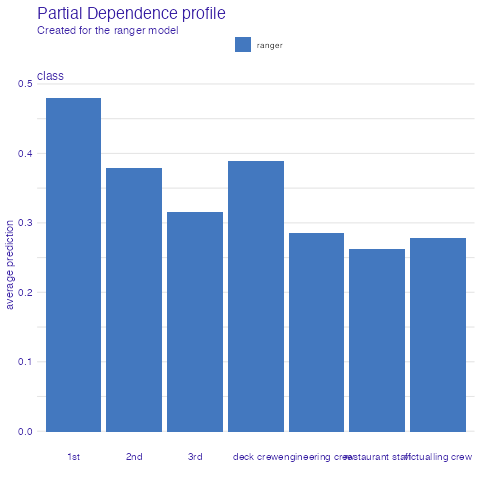 Partial Dependence profile
Created for the ranger model
ranger
class
0.5
0.4
0.3
0.2
0.1
0.0
average prediction
1st 2nd 3rd deck crew engineering crew restaurant staff victualling crew